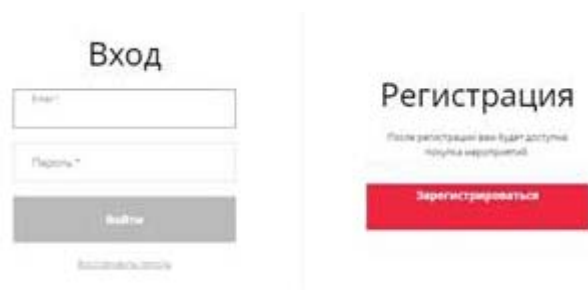 Вход
Email *
Пароль *
Войти
Восстановить пароль
Регистрация
После регистрации вам будет доступна
покупка мероприятий.
Зарегистрироваться